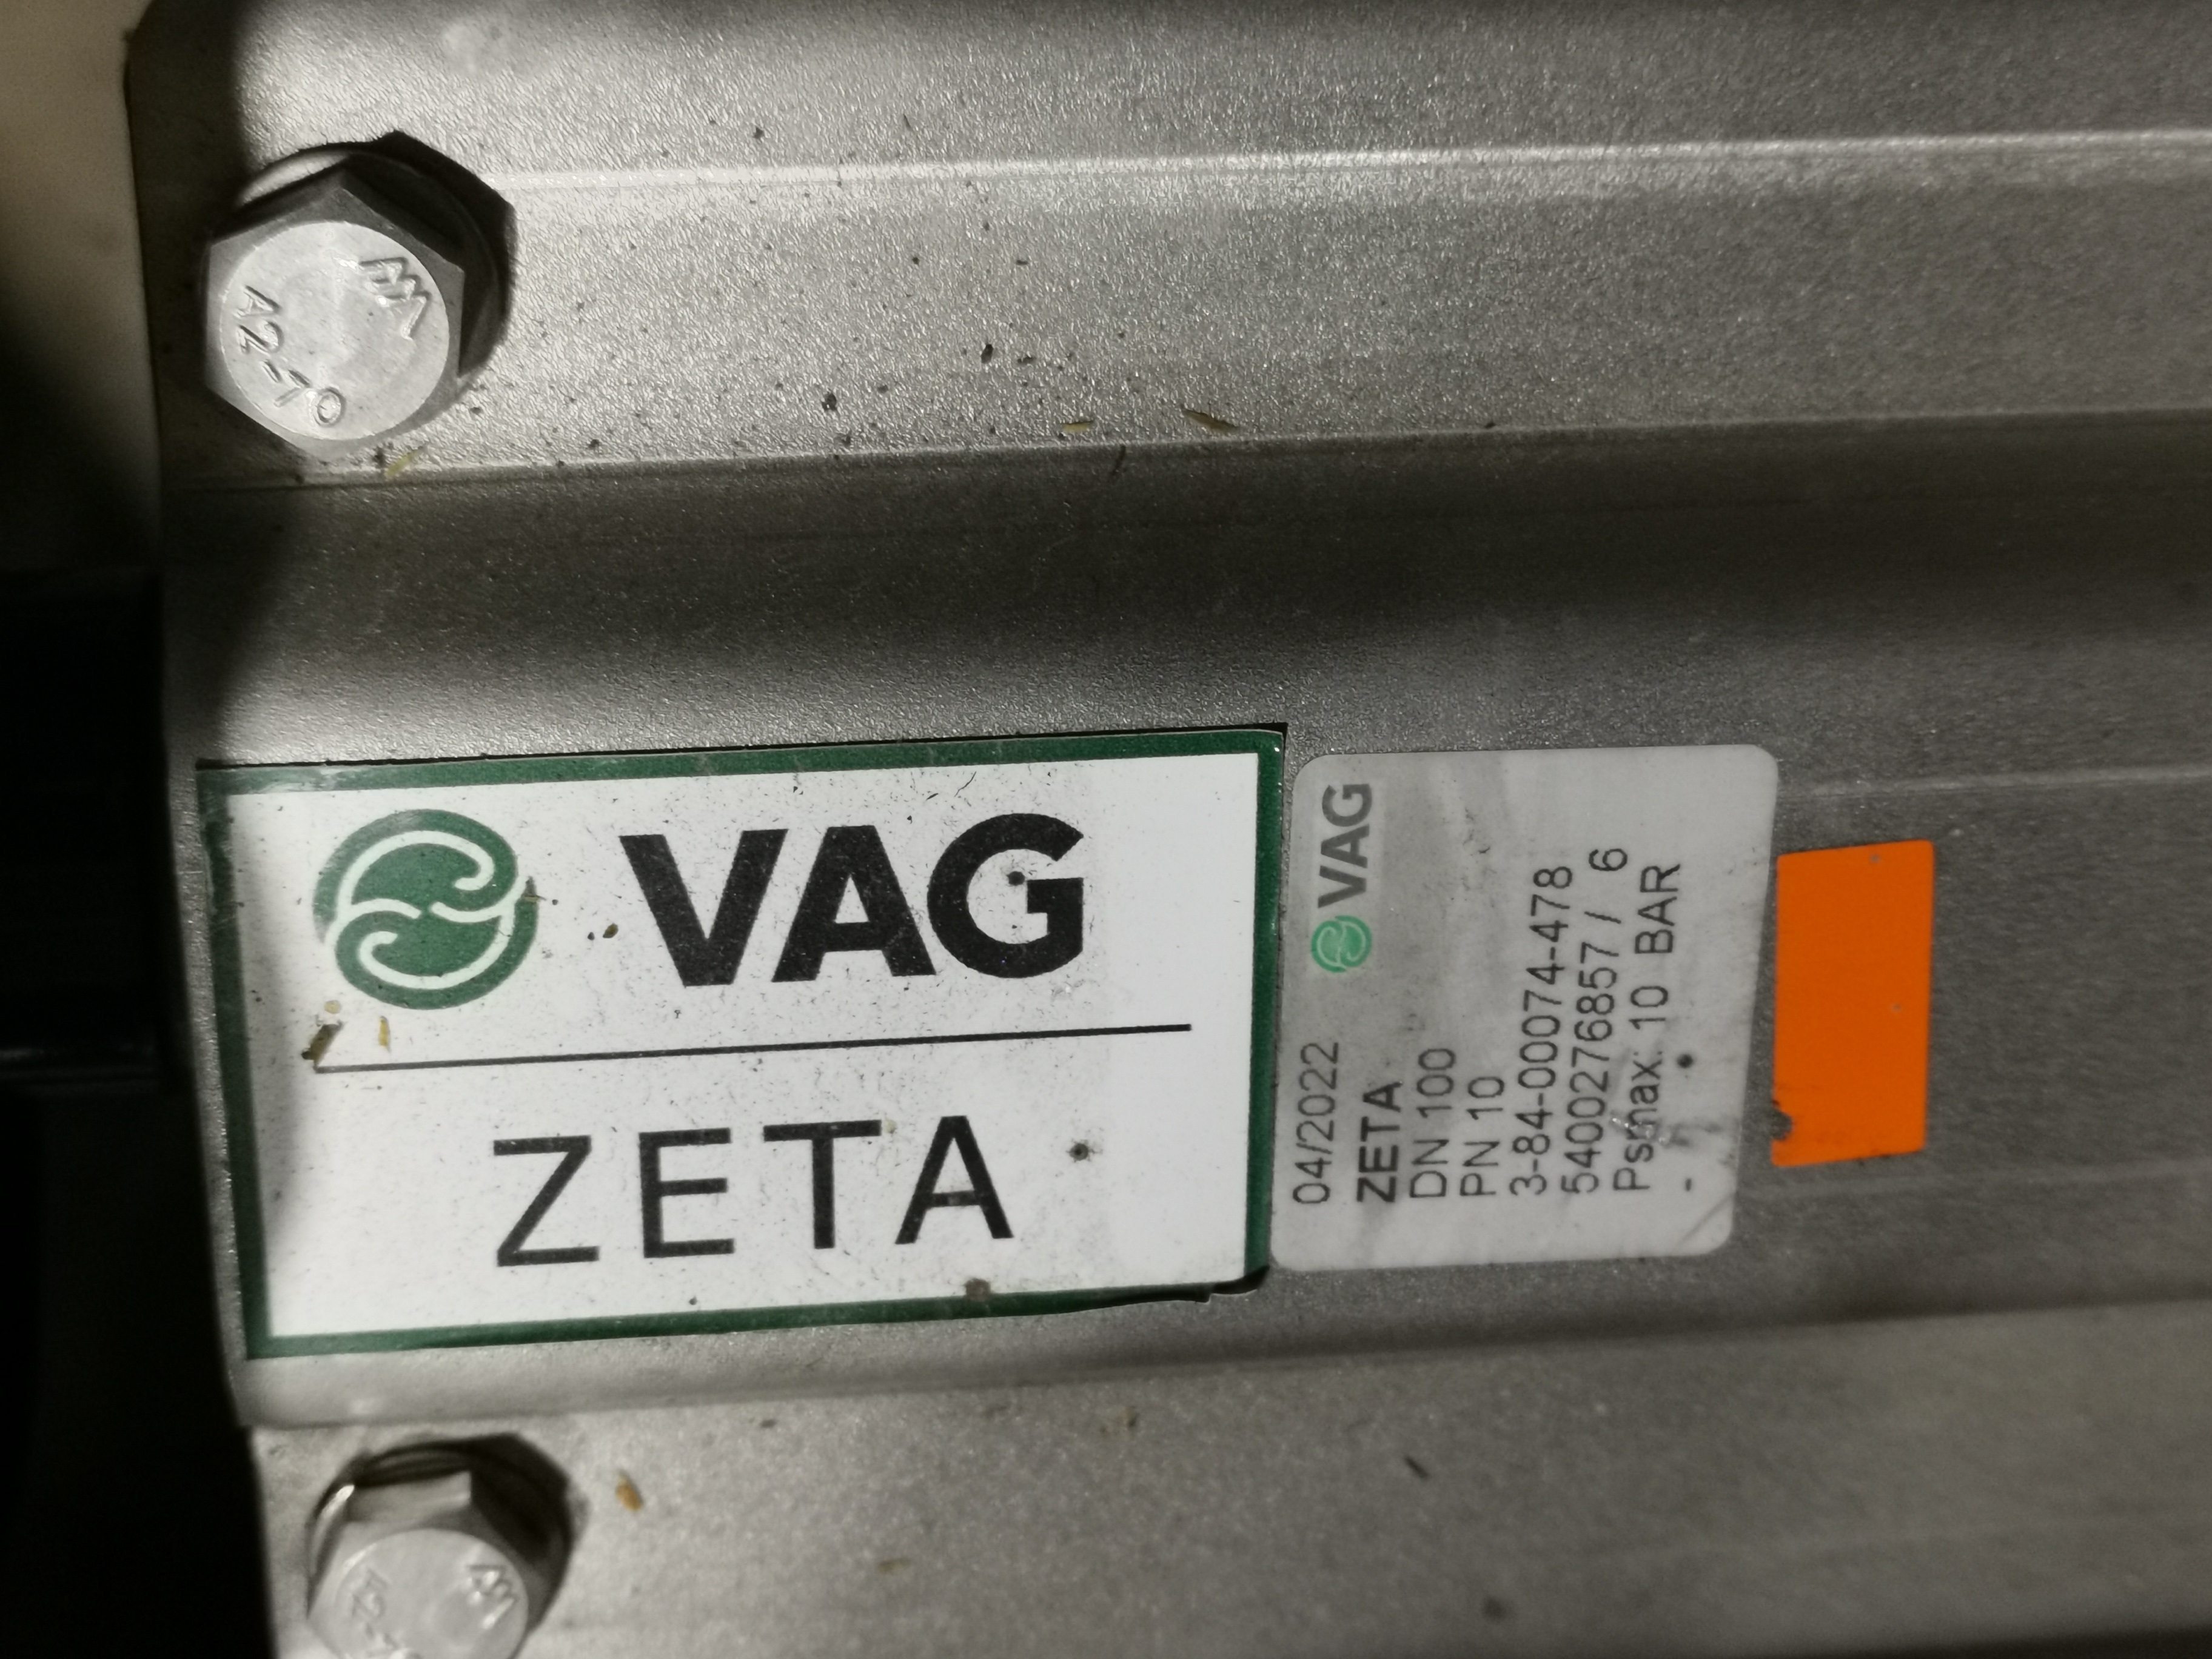 A2-70
VAG
ZETA
VAG
04/2022
ZETA
DN 100
PN 10
3-84-00074-478
5400276857 / 6
Psmax. 10 BAR
-